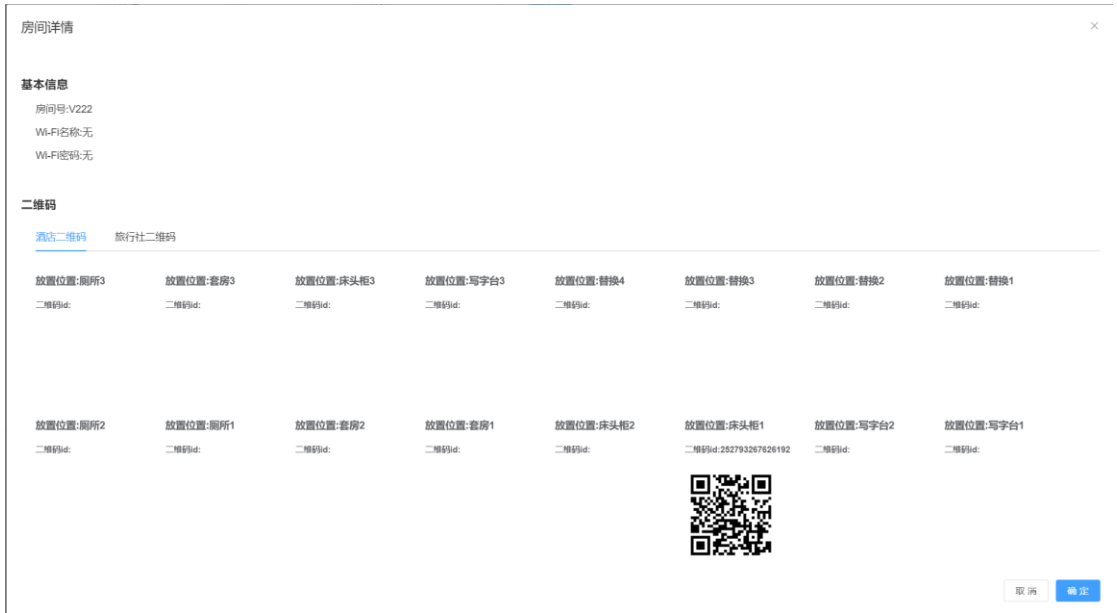 房间详情
基本信息
房间号:V222
Wi-Fi名称:无
Wi-Fi密码:无
二维码
酒店二维码 旅行社二维码
放置位置:厕所3 放置位置:套房3 放置位置:床头柜3 放置位置:写字台3 放置位置:替换4 放置位置:替换3 放置位置:替换2 放置位置:替换1
二维码id: 二维码id: 二维码id: 二维码id: 二维码id: 二维码id: 二维码id: 二维码id:
放置位置:厕所2 放置位置:厕所1 放置位置:套房2 放置位置:套房1 放置位置:床头柜2 放置位置:床头柜1 放置位置:写字台2 放置位置:写字台1
二维码id: 二维码id: 二维码id: 二维码id: 二维码id: 二维码id:252793267626192 二维码id: 二维码id:
取消 确定